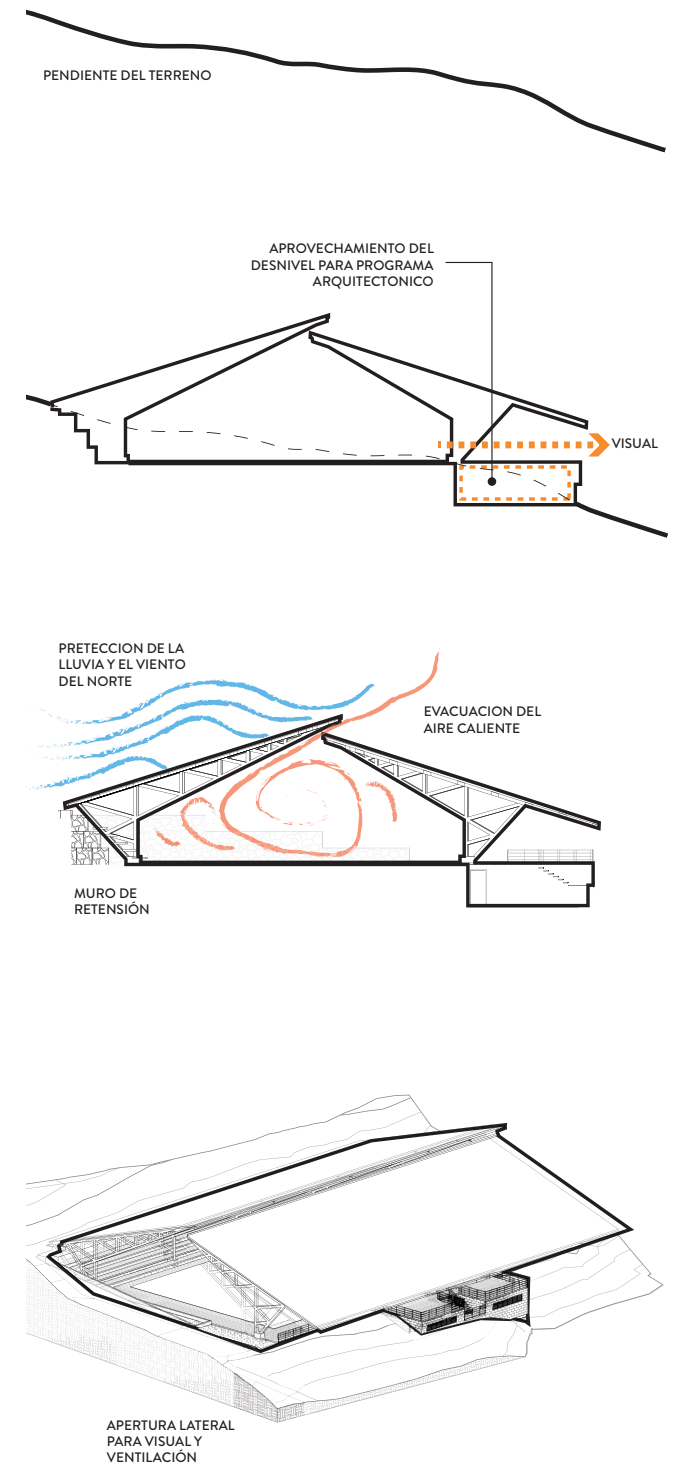 PENDIENTE DEL TERRENO
APROVECHAMIENTO DEL
DESNIVEL PARA PROGRAMA
ARQUITECTONICO
VISUAL
PRETECCION DE LA
LLUVIA Y EL VIENTO
DEL NORTE
EVACUACION DEL
AIRE CALIENTE
MURO DE
RETENSIÓN
APERTURA LATERAL
PARA VISUAL Y
VENTILACIÓN